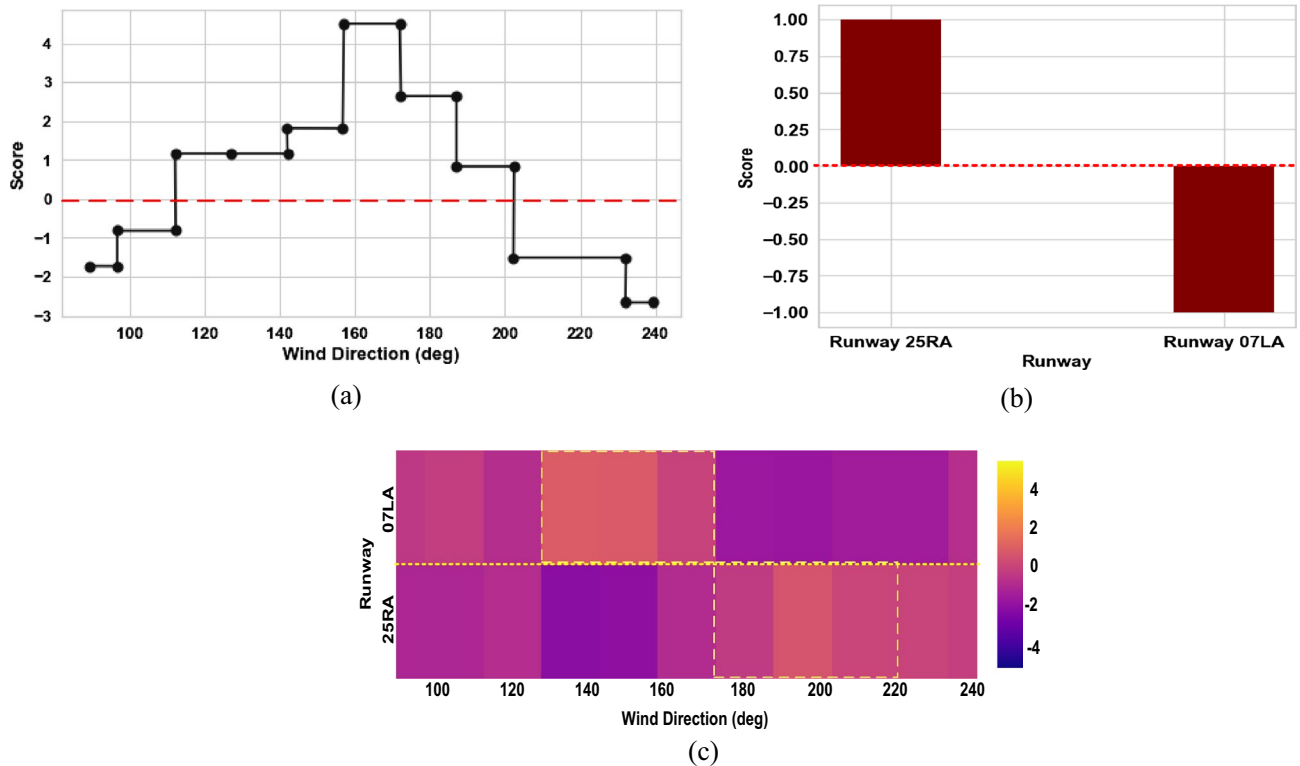 4
3
2
1
0
−1
−2
−3
Score
100 120 140 160 180 200 220 240
Wind Direction (deg)
(a)
1.00
0.75
0.50
0.25
0.00
−0.25
−0.50
−0.75
−1.00
Score
Runway 25RA Runway 07LA
Runway
(b)
07LA
25RA
Runway
100 120 140 160 180 200 220 240
Wind Direction (deg)
4
2
0
-2
-4
(c)